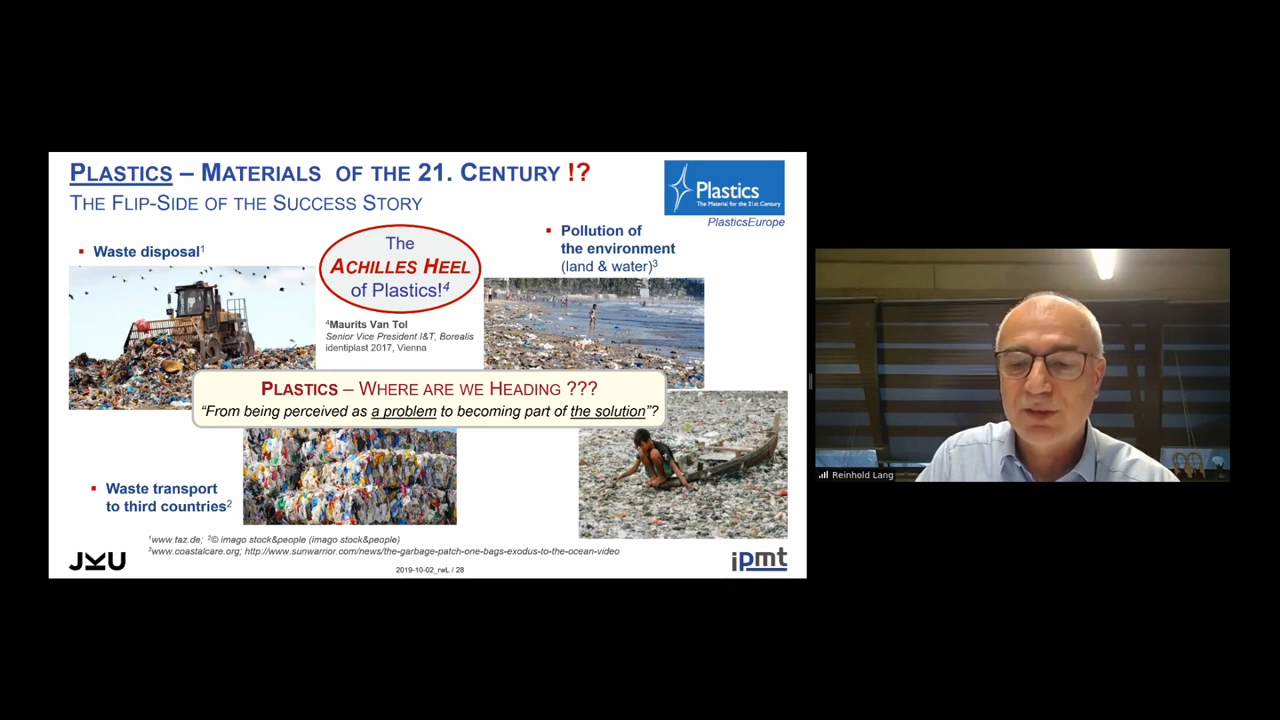 PLASTICS – MATERIALS OF THE 21. CENTURY !?
THE FLIP-SIDE OF THE SUCCESS STORY
Plastics
The Material for the 21st Century
PlasticsEurope
▪ Waste disposal1
The
ACHILLES HEEL
of Plastics!4
4Maurits Van Tol
Senior Vice President I&T, Borealis
identiplast 2017, Vienna
▪ Pollution of
the environment
(land & water)3
PLASTICS – WHERE ARE WE HEADING ???
“From being perceived as a problem to becoming part of the solution”?
▪ Waste transport
to third countries2
1www.taz.de; 2© imago stock&people (imago stock&people)
3www.coastalcare.org; http://www.sunwarrior.com/news/the-garbage-patch-one-bags-exodus-to-the-ocean-video
JKU
2019-10-02_rwL / 28
ipmt
Reinhold Lang